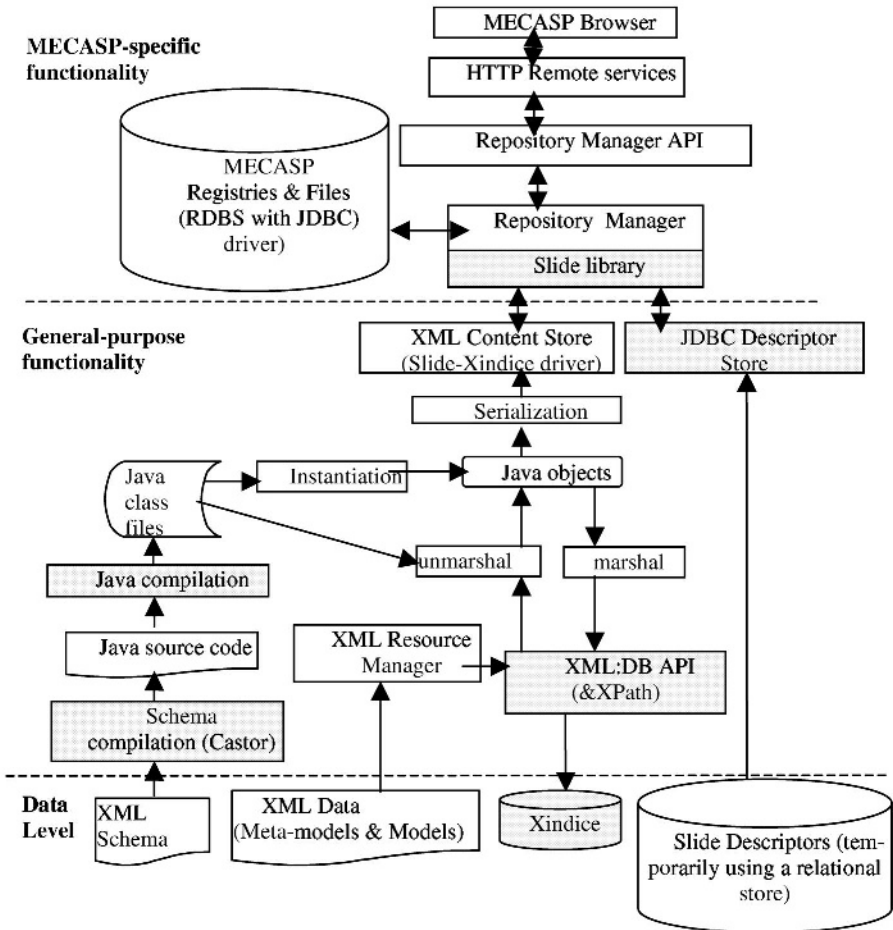 MECASP Browser
MECASP-specific
functionality
HTTP Remote services
Repository Manager API
MECASP
Registries & Files
(RDBS with JDBC)
driver)
Repository Manager
Slide library
General-purpose
functionality
XML Content Store
(Slide-Xindice driver)
JDBC Descriptor
Store
Serialization
Java
class
files
Instantiation
Java objects
unmarshal
marshal
Java compilation
Java source code
XML Resource
Manager
XML:DB API
(&XPath)
Schema
compilation (Castor)
Data
Level
XML
Schema
XML Data
(Meta-models & Models)
Xindice
Slide Descriptors (tem-
porarily using a relational
store)